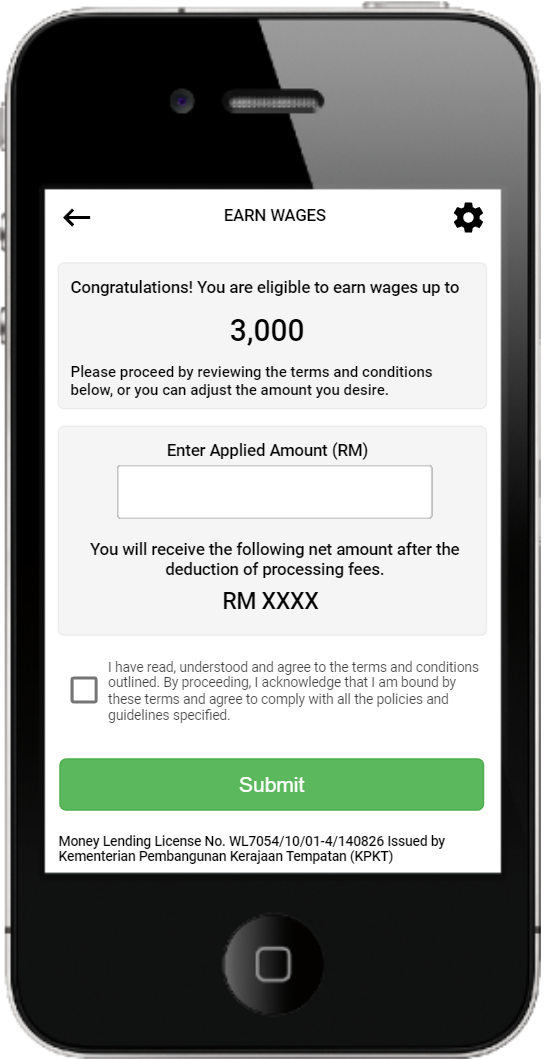 EARN WAGES
Congratulations! You are eligible to earn wages up to
3,000
Please proceed by reviewing the terms and conditions
below, or you can adjust the amount you desire.
Enter Applied Amount (RM)
You will receive the following net amount after the
deduction of processing fees.
RM XXXX
I have read, understood and agree to the terms and conditions
outlined. By proceeding, I acknowledge that I am bound by
these terms and agree to comply with all the policies and
guidelines specified.
Submit
Money Lending License No. WL7054/10/01-4/140826 Issued by
Kementerian Pembangunan Kerajaan Tempatan (KPKT)